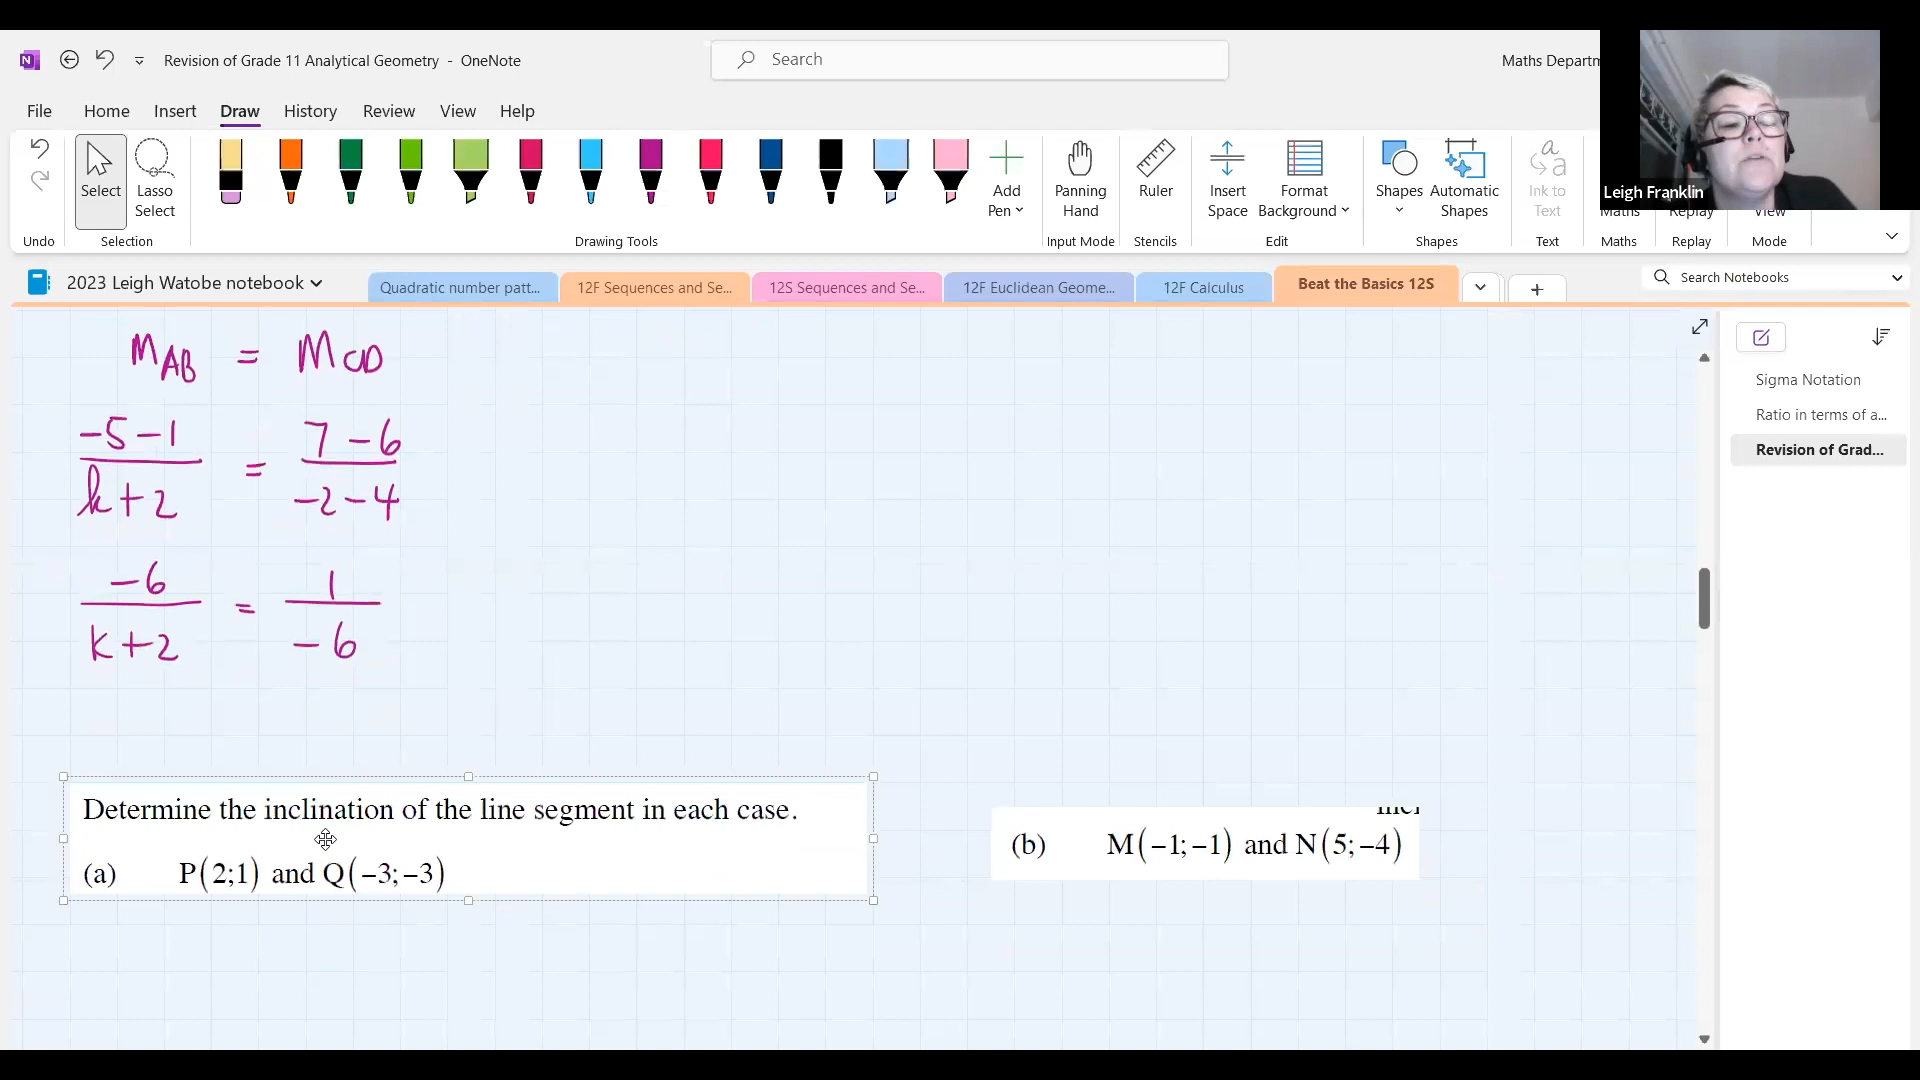 Revision of Grade 11 Analytical Geometry - OneNote
Search
Maths Departm
File Home Insert Draw History Review View Help
Select
Lasso Select
Add Pen
Panning Hand
Ruler
Insert Space
Format Background
Shapes
Automatic Shapes
Ink to Text
Maths
Replay
View
Undo
Selection
Drawing Tools
Input Mode
Stencils
Edit
Shapes
Text
Maths
Replay
Mode
Leigh Franklin
2023 Leigh Watobe notebook
Quadratic number patt...
12F Sequences and Se...
12S Sequences and Se...
12F Euclidean Geome...
12F Calculus
Beat the Basics 12S
+
Search Notebooks
Sigma Notation
Ratio in terms of a...
Revision of Grad...
M_AB = M_CD
(-5-1)/(k+2) = (7-6)/(-2-4)
(-6)/(k+2) = 1/(-6)
Determine the inclination of the line segment in each case.
(a) P(2;1) and Q(−3;−3)
(b) M(−1;−1) and N(5;−4)